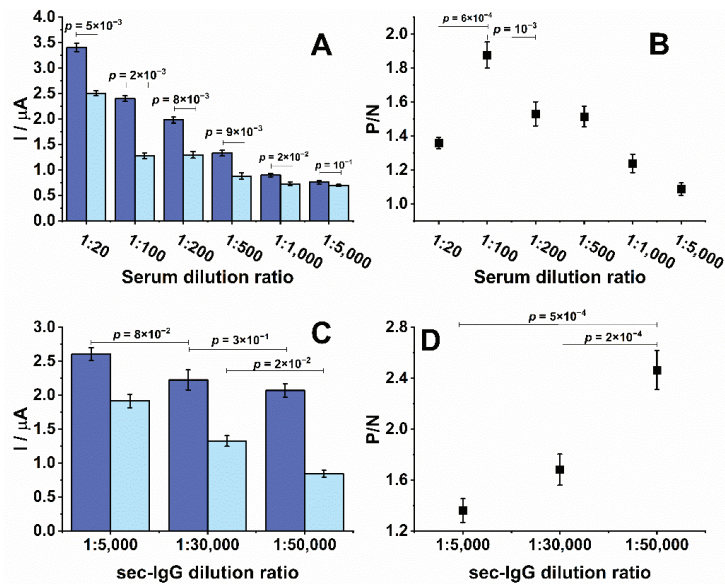 A
I / μA
4.0
3.5
3.0
2.5
2.0
1.5
1.0
0.5
0.0
p = 5×10⁻³
p = 2×10⁻³
p = 8×10⁻³
p = 9×10⁻³
p = 2×10⁻²
p = 10⁻¹
1:20
1:100
1:200
1:500
1:1,000
1:5,000
Serum dilution ratio
B
P/N
2.0
1.8
1.6
1.4
1.2
1.0
p = 6×10⁻⁴
p = 10⁻³
1:20
1:100
1:200
1:500
1:1,000
1:5,000
Serum dilution ratio
C
I / μA
3.0
2.5
2.0
1.5
1.0
0.5
0.0
p = 8×10⁻²
p = 3×10⁻¹
p = 2×10⁻²
1:5,000
1:30,000
1:50,000
sec-IgG dilution ratio
D
P/N
2.8
2.4
2.0
1.6
1.2
p = 5×10⁻⁴
p = 2×10⁻⁴
1:5,000
1:30,000
1:50,000
sec-IgG dilution ratio